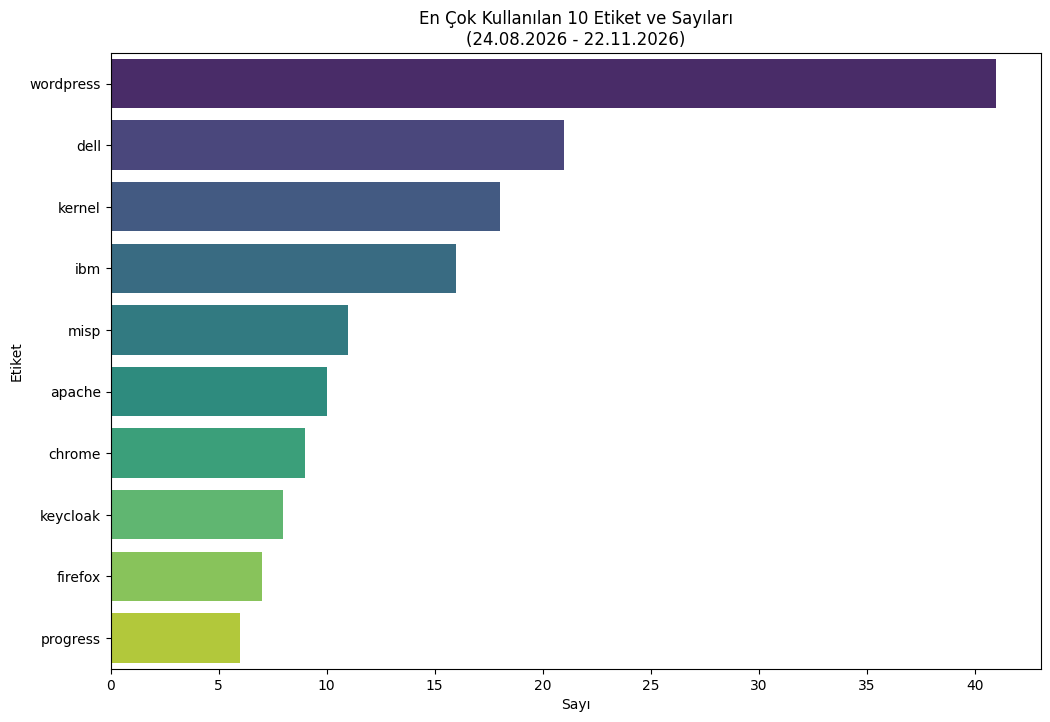 En Çok Kullanılan 10 Etiket ve Sayıları
(24.08.2026 - 22.11.2026)
wordpress
dell
kernel
ibm
misp
apache
chrome
keycloak
firefox
progress
Etiket
0 5 10 15 20 25 30 35 40
Sayı